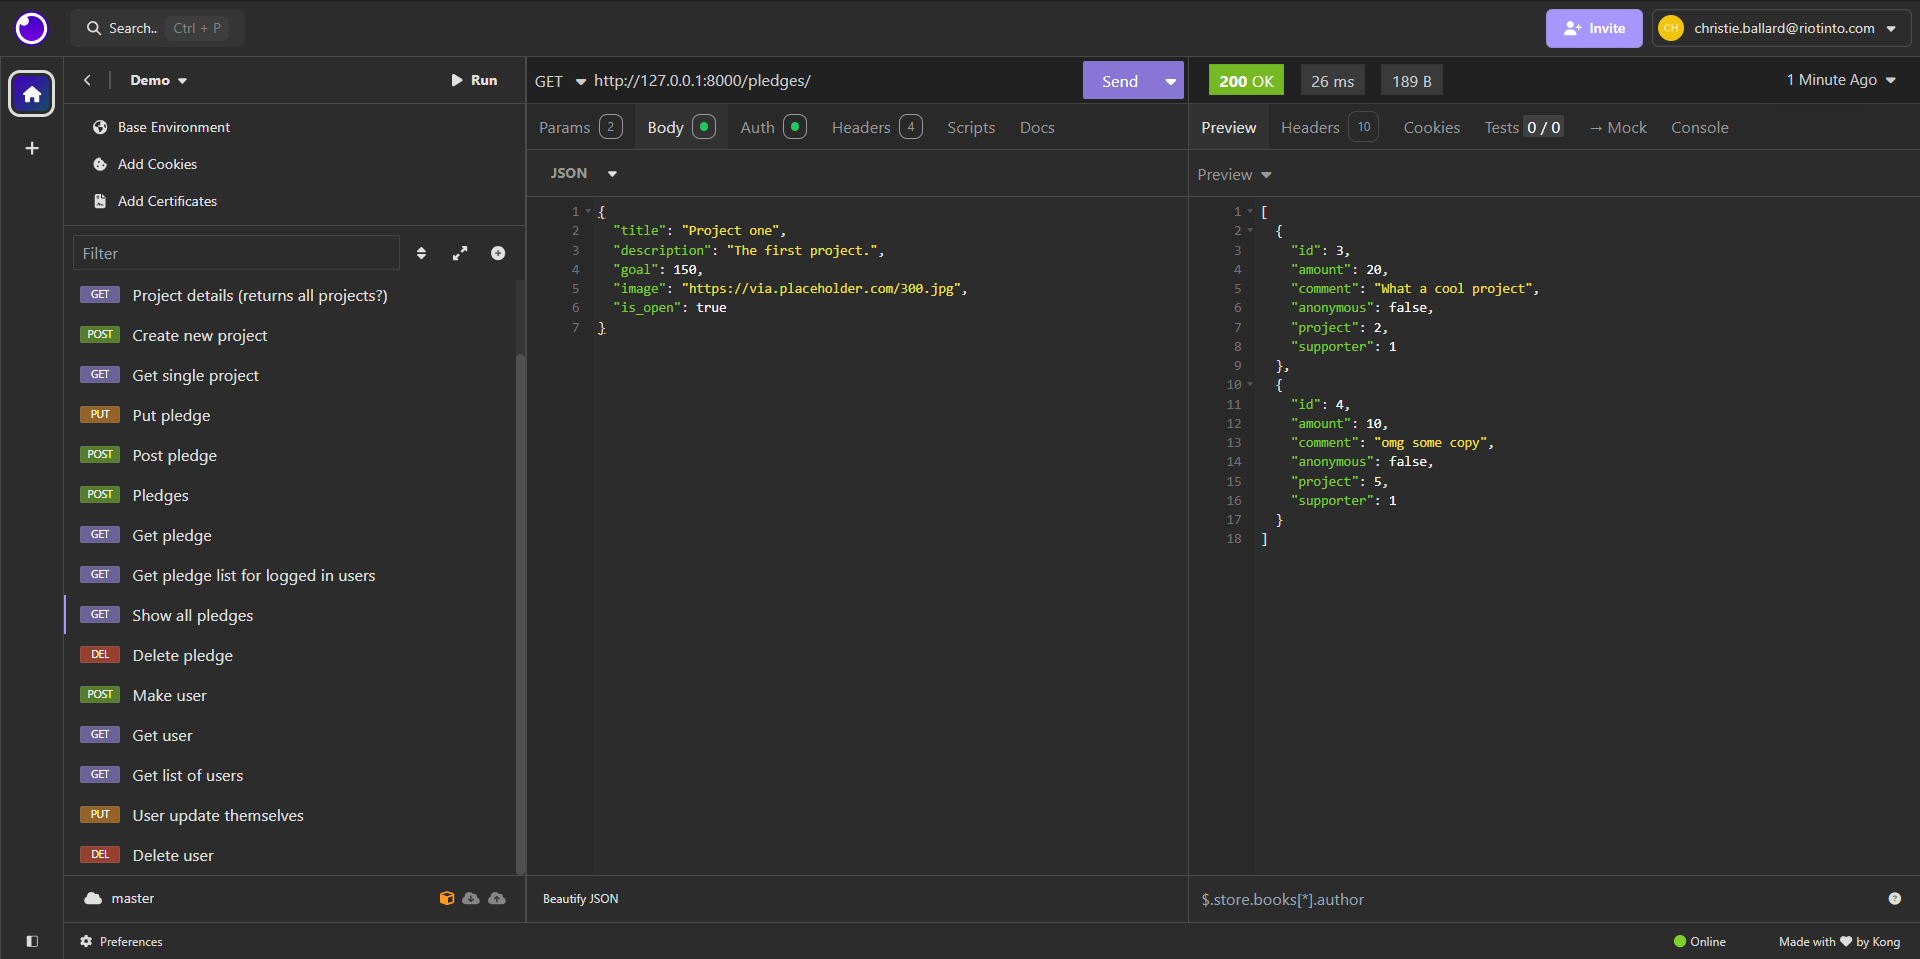 Search.. Ctrl + P
Invite
CH christie.ballard@riotinto.com
Demo
Run
Base Environment
Add Cookies
Add Certificates
Filter
GET Project details (returns all projects?)
POST Create new project
GET Get single project
PUT Put pledge
POST Post pledge
POST Pledges
GET Get pledge
GET Get pledge list for logged in users
GET Show all pledges
DEL Delete pledge
POST Make user
GET Get user
GET Get list of users
PUT User update themselves
DEL Delete user
master
Preferences
GET http://127.0.0.1:8000/pledges/ Send
Params 2 Body Auth Headers 4 Scripts Docs
JSON
1 {
2 "title": "Project one",
3 "description": "The first project.",
4 "goal": 150,
5 "image": "https://via.placeholder.com/300.jpg",
6 "is_open": true
7 }
Beautify JSON
200 OK 26 ms 189 B 1 Minute Ago
Preview Headers 10 Cookies Tests 0 / 0 → Mock Console
Preview
1 [
2 {
3 "id": 3,
4 "amount": 20,
5 "comment": "What a cool project",
6 "anonymous": false,
7 "project": 2,
8 "supporter": 1
9 },
10 {
11 "id": 4,
12 "amount": 10,
13 "comment": "omg some copy",
14 "anonymous": false,
15 "project": 5,
16 "supporter": 1
17 }
18 ]
$.store.books[*].author
Online
Made with ♥ by Kong